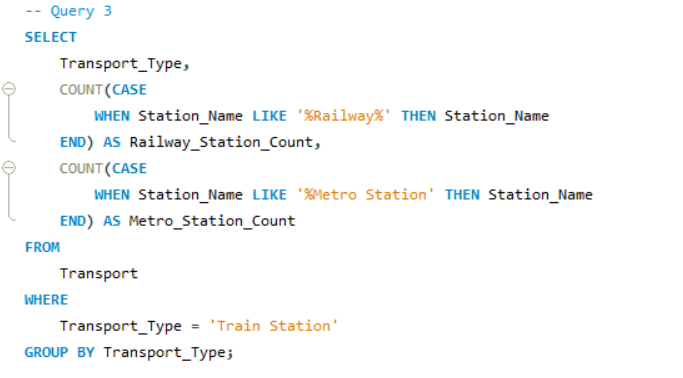 -- Query 3
SELECT
    Transport_Type,
    COUNT(CASE
        WHEN Station_Name LIKE '%Railway%' THEN Station_Name
    END) AS Railway_Station_Count,
    COUNT(CASE
        WHEN Station_Name LIKE '%Metro Station' THEN Station_Name
    END) AS Metro_Station_Count
FROM
    Transport
WHERE
    Transport_Type = 'Train Station'
GROUP BY Transport_Type;